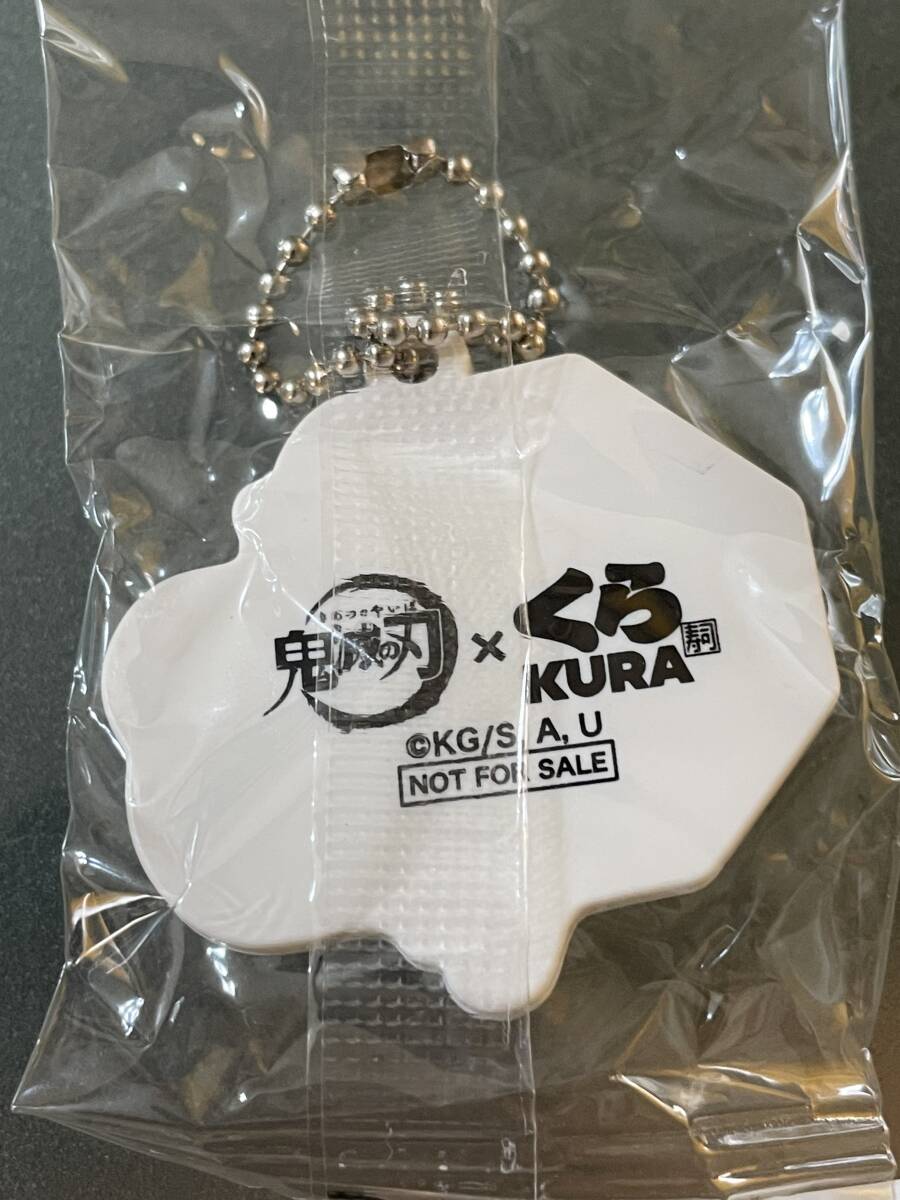 きめつのやいば
鬼滅の刃 × くら寿司
KURA
©KG/S, A, U
NOT FOR SALE